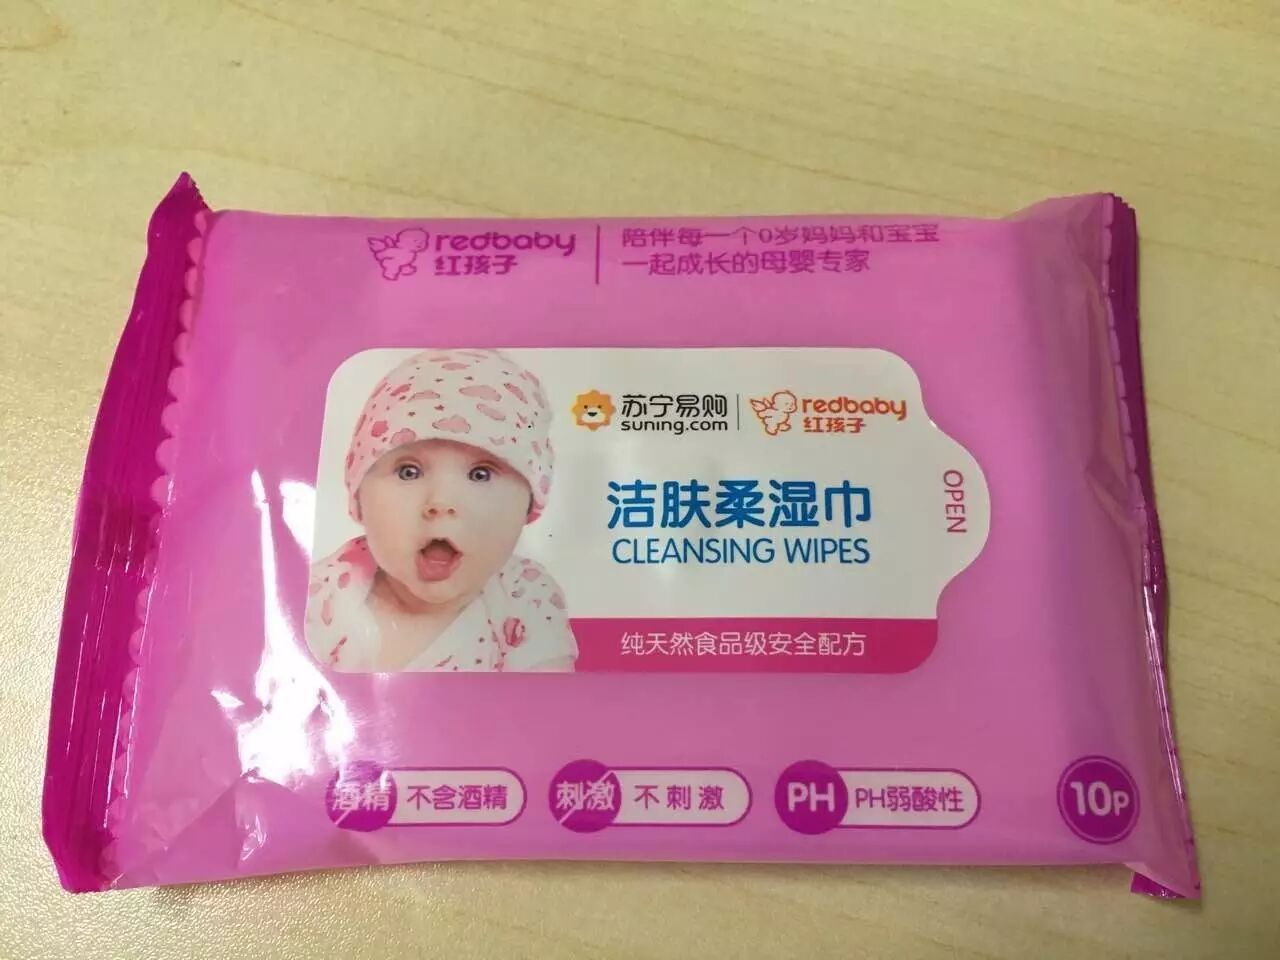 redbaby
红孩子
陪伴每一个0岁妈妈和宝宝
一起成长的母婴专家
苏宁易购
suning.com
redbaby
红孩子
OPEN
洁肤柔湿巾
CLEANSING WIPES
纯天然食品级安全配方
酒精 不含酒精
刺激 不刺激
PH PH弱酸性
10P